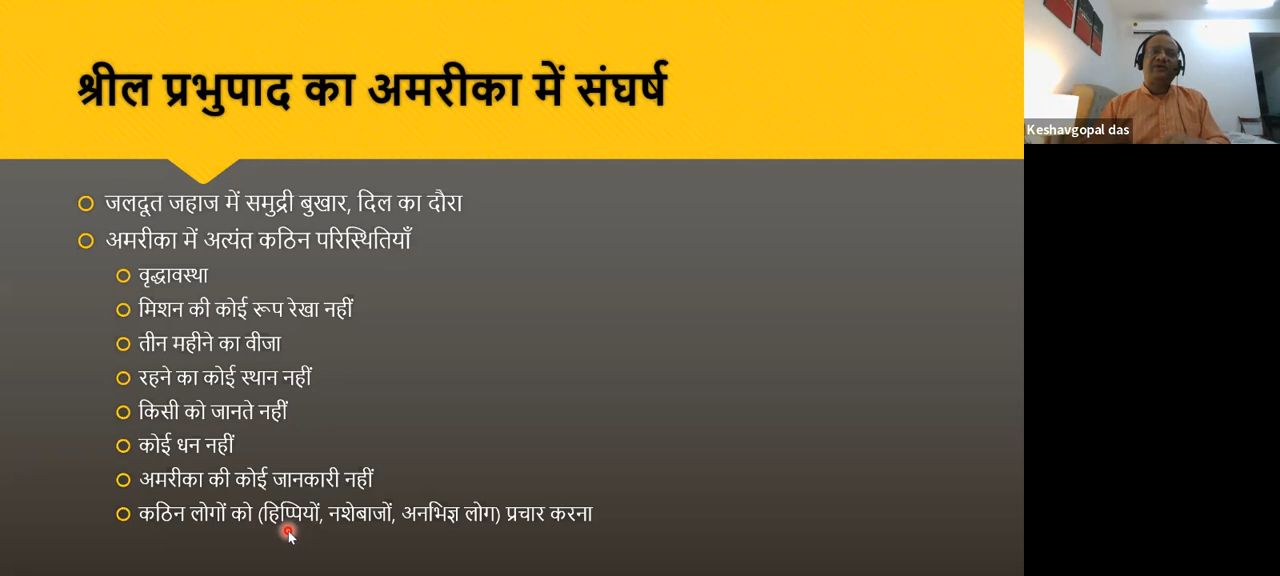 श्रील प्रभुपाद का अमरीका में संघर्ष
जलदूत जहाज में समुद्री बुखार, दिल का दौरा
अमरीका में अत्यंत कठिन परिस्थितियाँ
वृद्धावस्था
मिशन की कोई रूप रेखा नहीं
तीन महीने का वीजा
रहने का कोई स्थान नहीं
किसी को जानते नहीं
कोई धन नहीं
अमरीका की कोई जानकारी नहीं
कठिन लोगों को (हिप्पियों, नशेबाजों, अनभिज्ञ लोग) प्रचार करना
Keshavgopal das